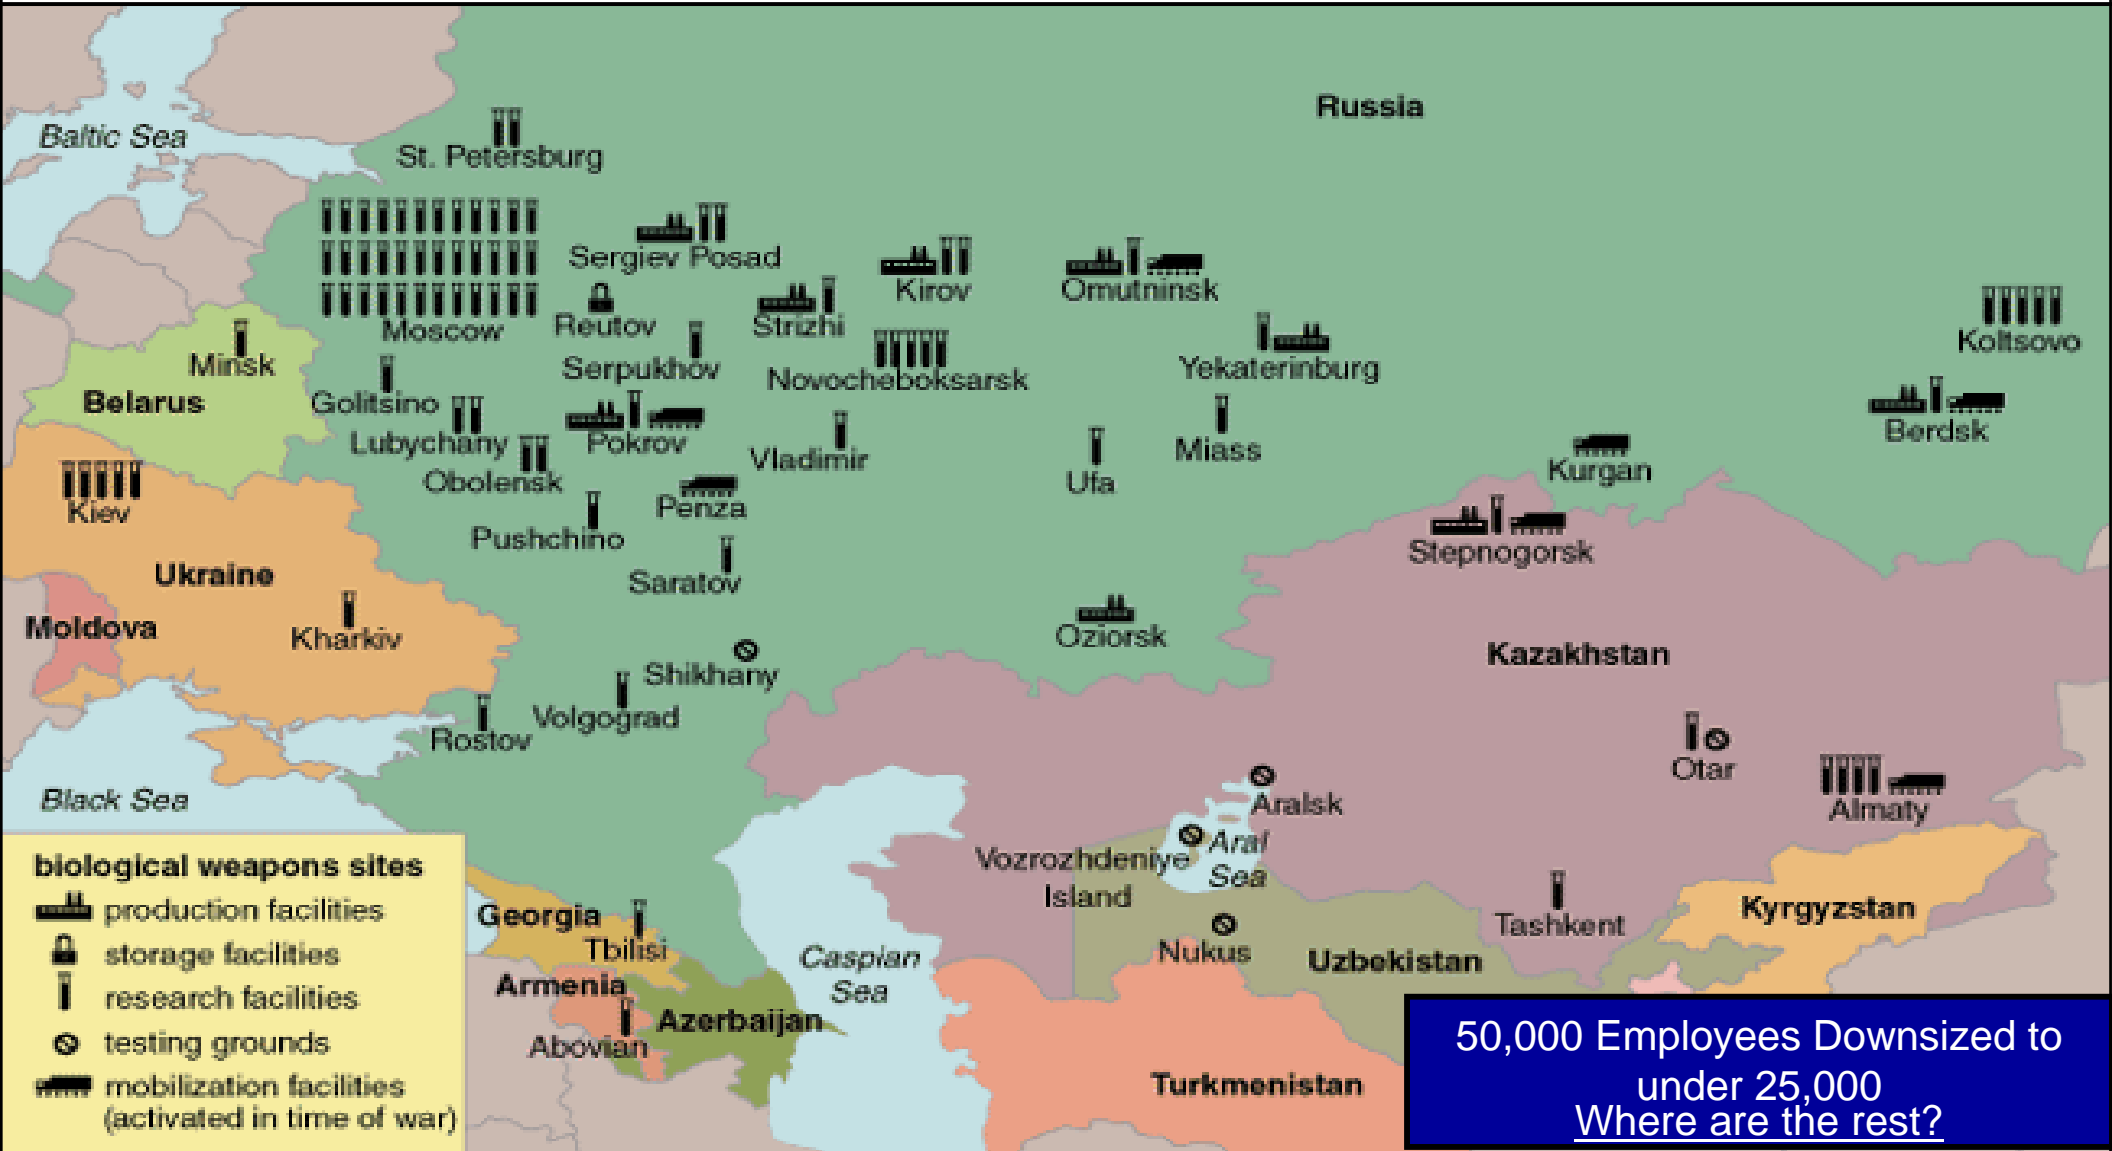 Russia
Baltic Sea
St. Petersburg
Sergiev Posad
Kirov
Omutninsk
Moscow
Reutov
Strizhi
Koltsovo
Minsk
Serpukhov
Novocheboksarsk
Yekaterinburg
Belarus
Golitsino
Lubychany
Pokrov
Vladimir
Miass
Berdsk
Obolensk
Ufa
Kurgan
Kiev
Penza
Pushchino
Stepnogorsk
Ukraine
Saratov
Moldova
Kharkiv
Oziorsk
Kazakhstan
Shikhany
Volgograd
Rostov
Otar
Black Sea
Aralsk
Almaty
Vozrozhdeniye
Island
Aral
Sea
Georgia
Tbilisi
Tashkent
Kyrgyzstan
Caspian
Sea
Nukus
Uzbekistan
Armenia
Azerbaijan
Abovian
Turkmenistan
biological weapons sites
production facilities
storage facilities
research facilities
testing grounds
mobilization facilities
(activated in time of war)
50,000 Employees Downsized to
under 25,000
Where are the rest?